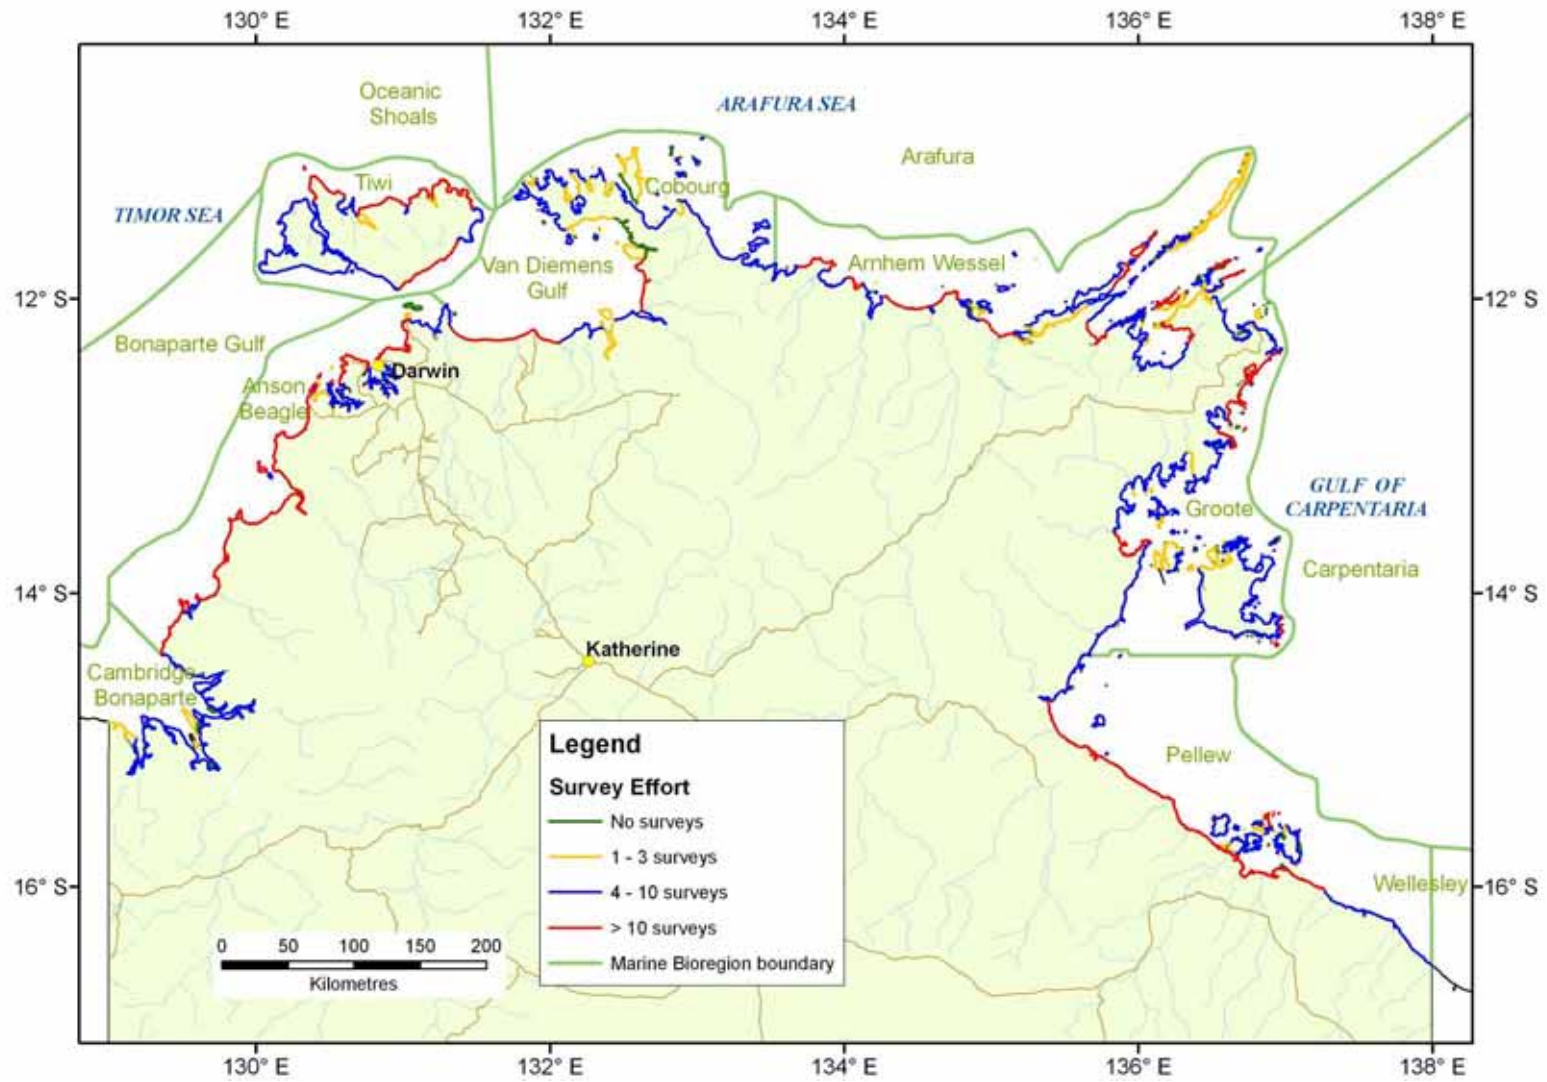 130° E 132° E 134° E 136° E 138° E
Oceanic
Shoals
ARAFURA SEA
Arafura
Tiwi
Cobourg
TIMOR SEA
Van Diemens
Gulf
Arnhem Wessel
12° S
12° S
Bonaparte Gulf
Darwin
Anson
Beagle
GULF OF
CARPENTARIA
Groote
Carpentaria
14° S
14° S
Katherine
Cambridge
Bonaparte
Pellew
Legend
Survey Effort
No surveys
1 - 3 surveys
4 - 10 surveys
> 10 surveys
Marine Bioregion boundary
16° S
Wellesley
16° S
0 50 100 150 200
Kilometres
130° E 132° E 134° E 136° E 138° E